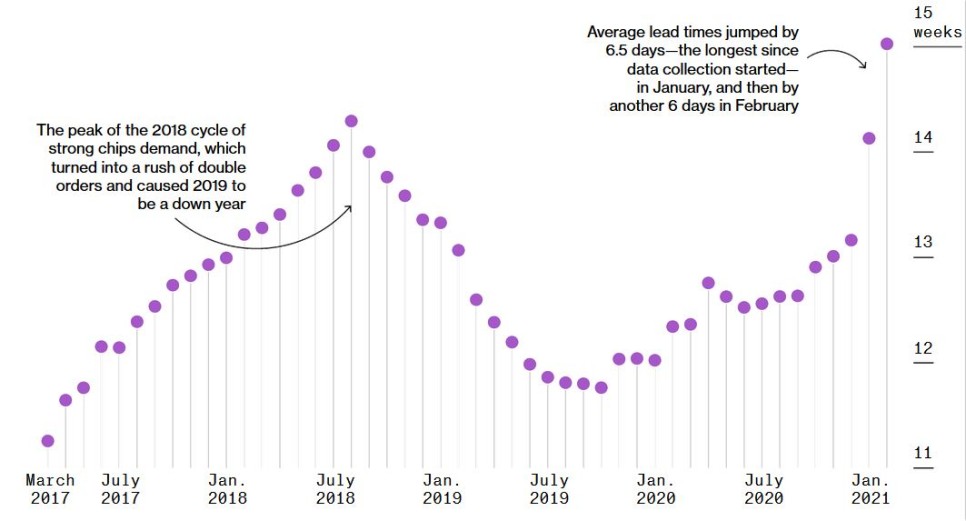 15
weeks
Average lead times jumped by
6.5 days—the longest since
data collection started—
in January, and then by
another 6 days in February
The peak of the 2018 cycle of
strong chips demand, which
turned into a rush of double
orders and caused 2019 to
be a down year
14
13
12
11
March
2017
July
2017
Jan.
2018
July
2018
Jan.
2019
July
2019
Jan.
2020
July
2020
Jan.
2021